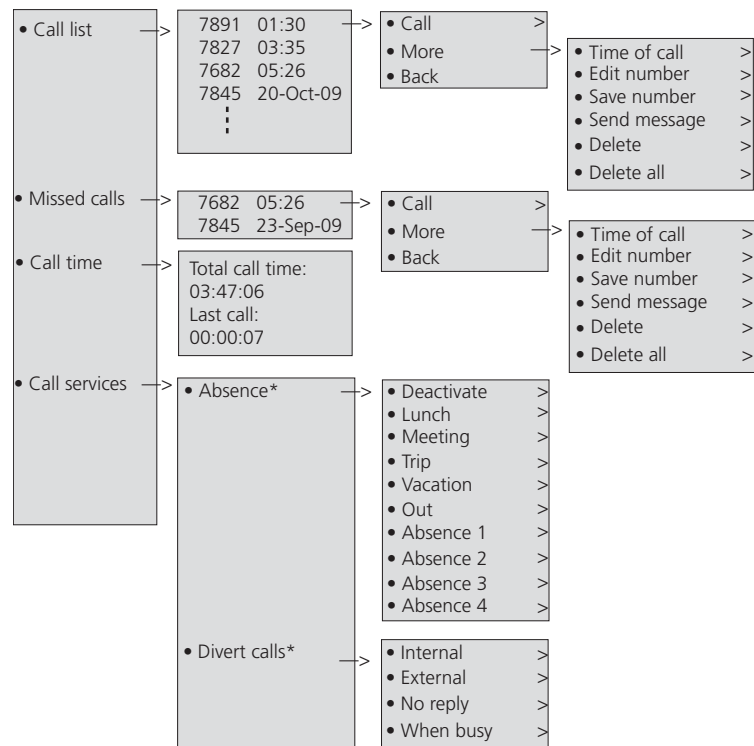 • Call list —>
7891 01:30 —>
7827 03:35
7682 05:26
7845 20-Oct-09
• Call >
• More —>
• Back
• Time of call >
• Edit number >
• Save number >
• Send message >
• Delete >
• Delete all >
• Missed calls —>
7682 05:26 —>
7845 23-Sep-09
• Call >
• More —>
• Back
• Time of call >
• Edit number >
• Save number >
• Send message >
• Delete >
• Delete all >
• Call time —>
Total call time:
03:47:06
Last call:
00:00:07
• Call services —>
• Absence* —>
• Deactivate >
• Lunch >
• Meeting >
• Trip >
• Vacation >
• Out >
• Absence 1 >
• Absence 2 >
• Absence 3 >
• Absence 4 >
• Divert calls* —>
• Internal >
• External >
• No reply >
• When busy >